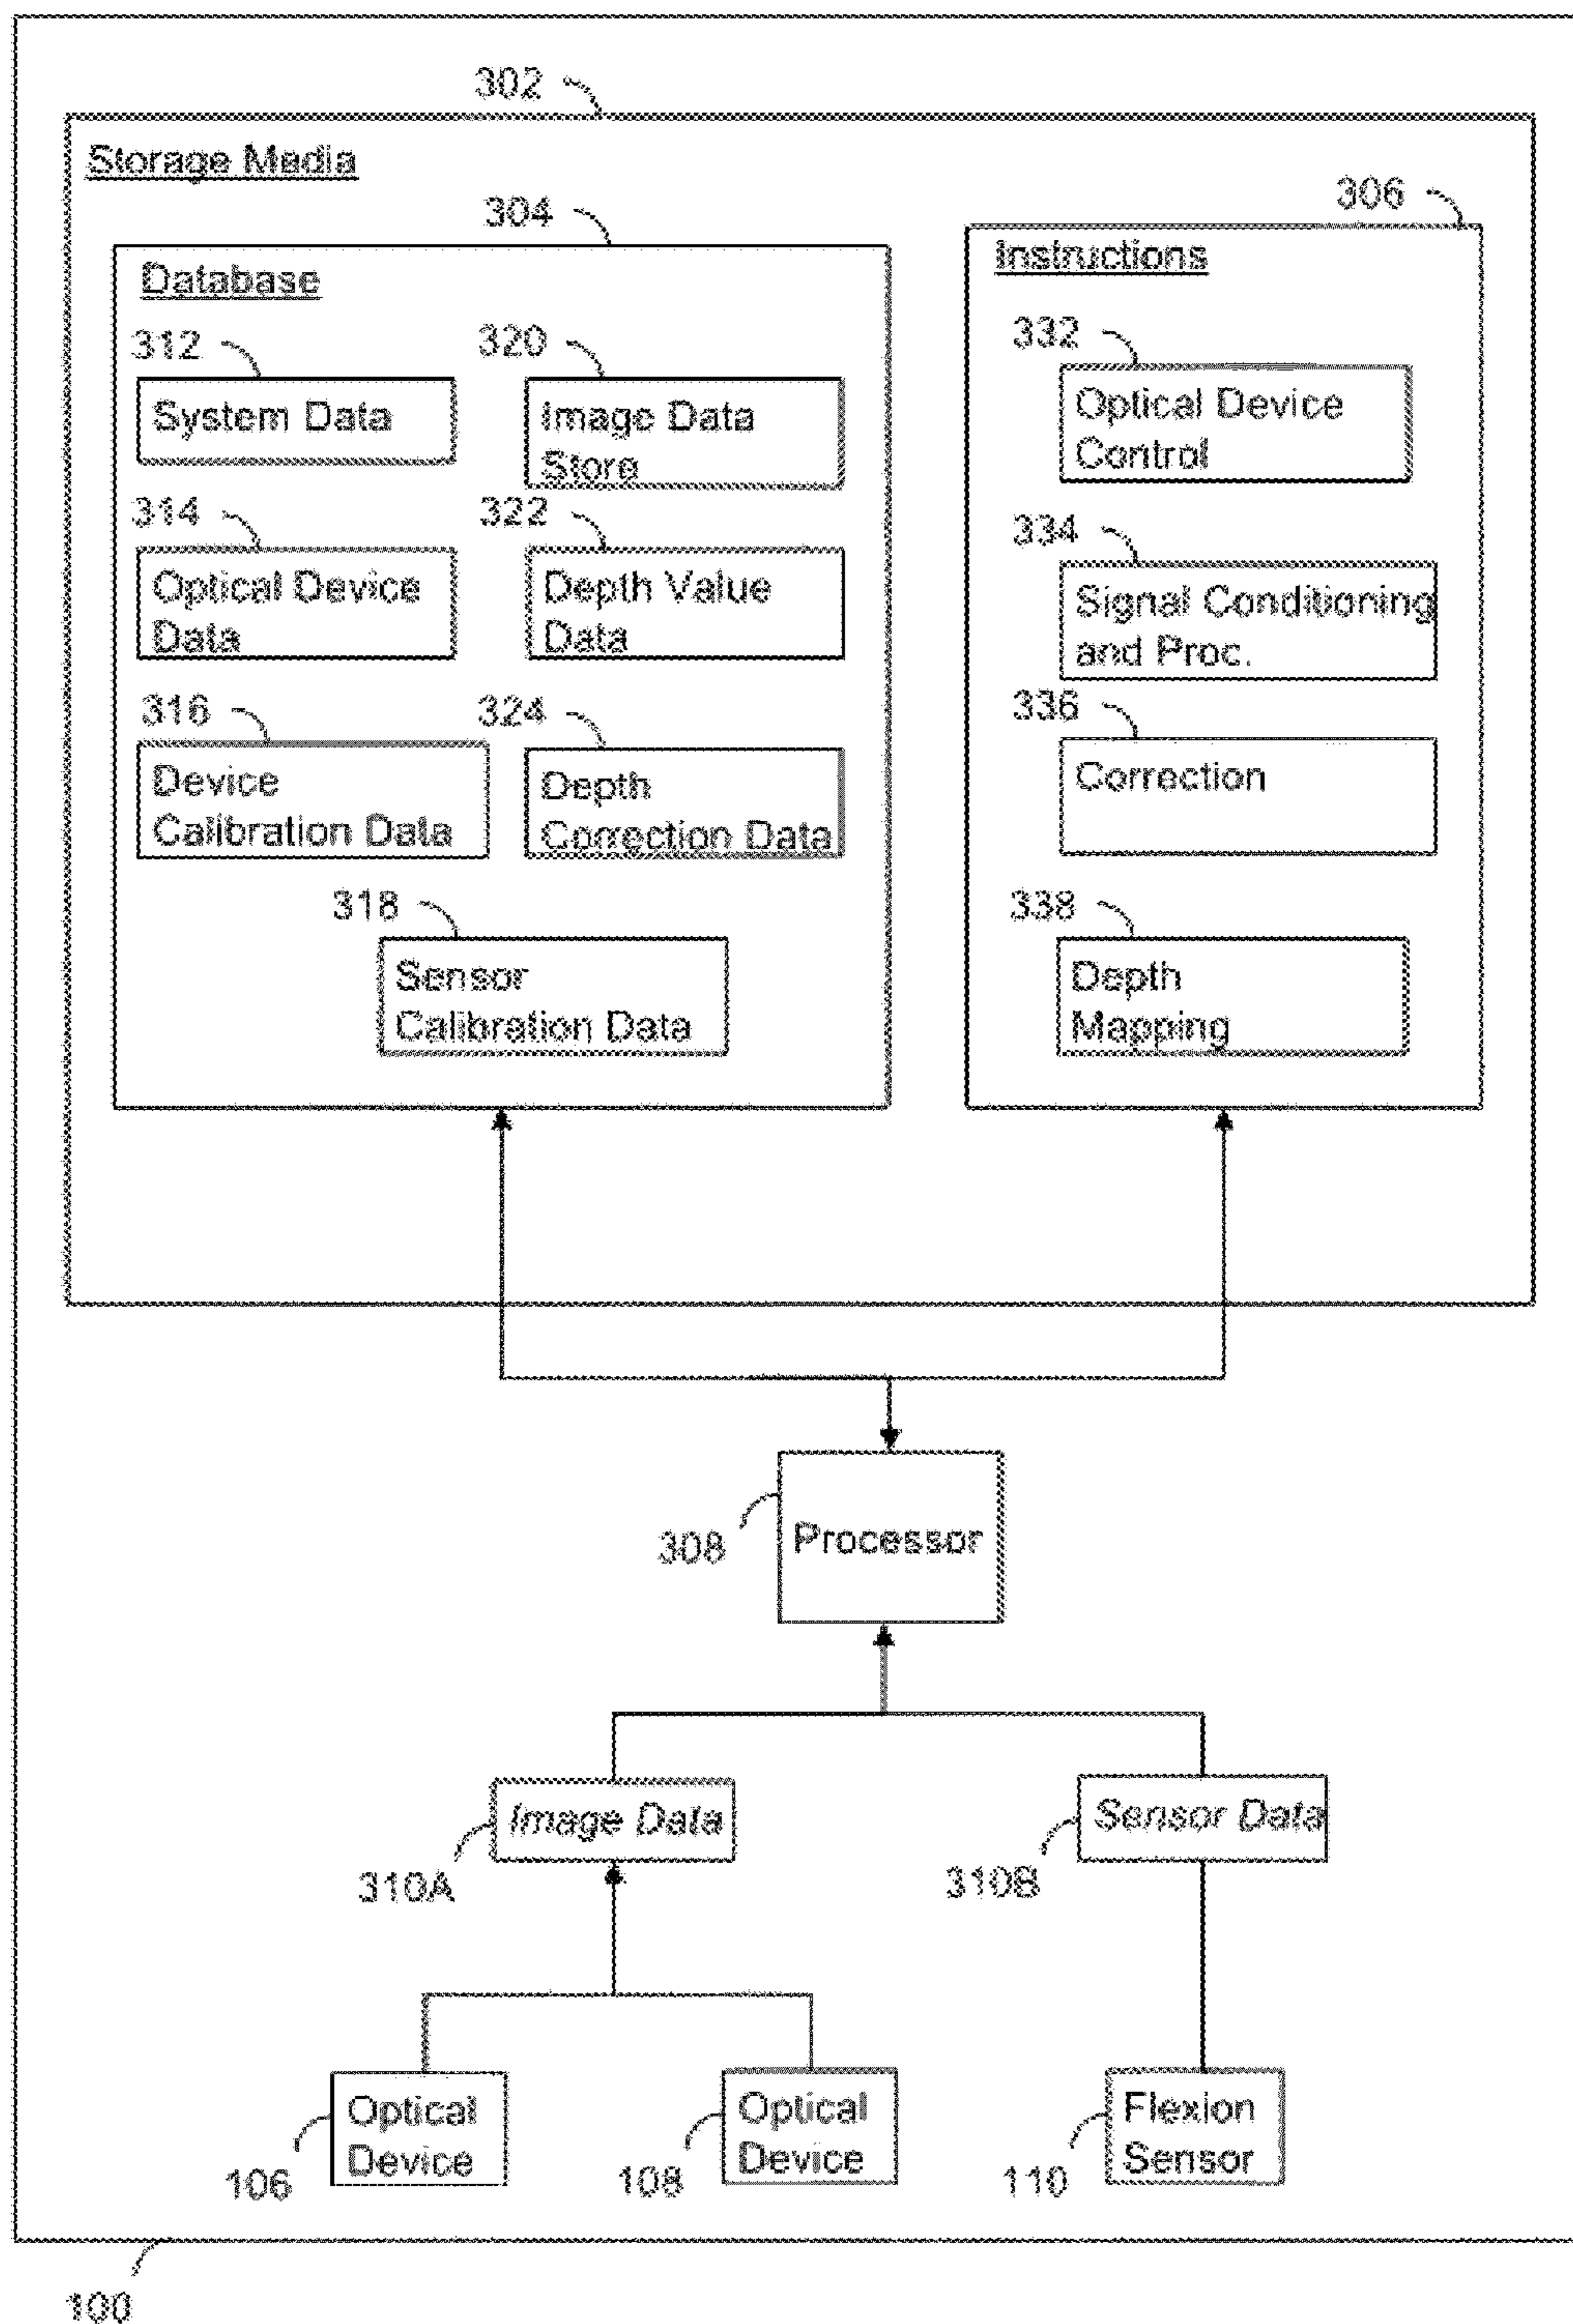 302
Storage Media
304
306
Database
Instructions
312
320
332
System Data
Image Data
Store
Optical Device
Control
314
322
334
Optical Device
Data
Depth Value
Data
Signal Conditioning
and Proc.
316
324
336
Device
Calibration Data
Depth
Correction Data
Correction
318
338
Sensor
Calibration Data
Depth
Mapping
308
Processor
Image Data
Sensor Data
310A
310B
Optical
Device
Optical
Device
Flexion
Sensor
106
108
110
100